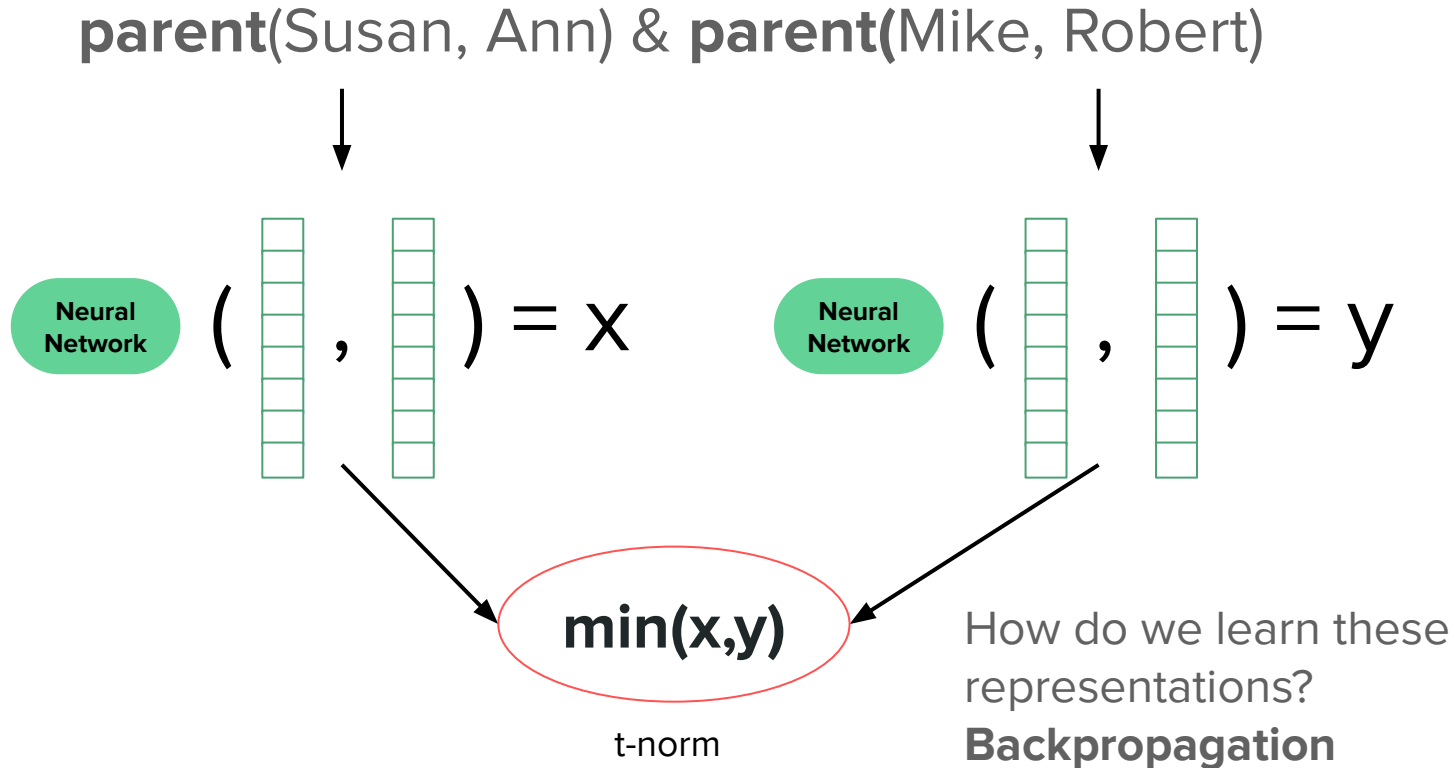 parent(Susan, Ann) & parent(Mike, Robert)
Neural
Network
( , ) = x
Neural
Network
( , ) = y
min(x,y)
t-norm
How do we learn these
representations?
Backpropagation